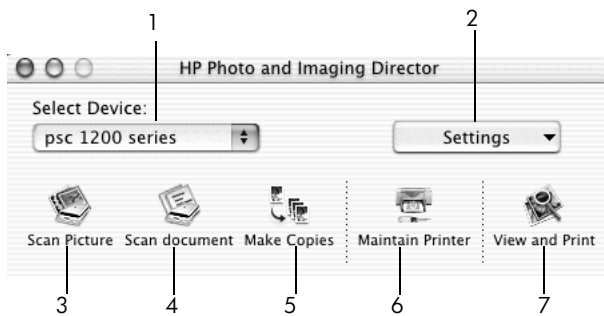 1 2
HP Photo and Imaging Director
Select Device:
psc 1200 series Settings
Scan Picture Scan document Make Copies Maintain Printer View and Print
3 4 5 6 7